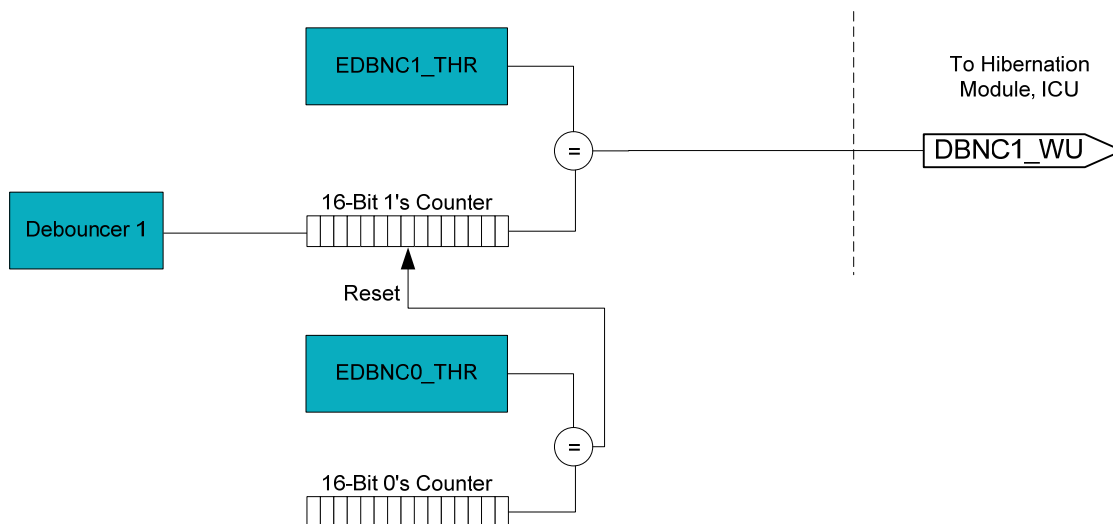 EDBNC1_THR
To Hibernation
Module, ICU
=
DBNC1_WU
16-Bit 1's Counter
Debouncer 1
Reset
EDBNC0_THR
=
16-Bit 0's Counter